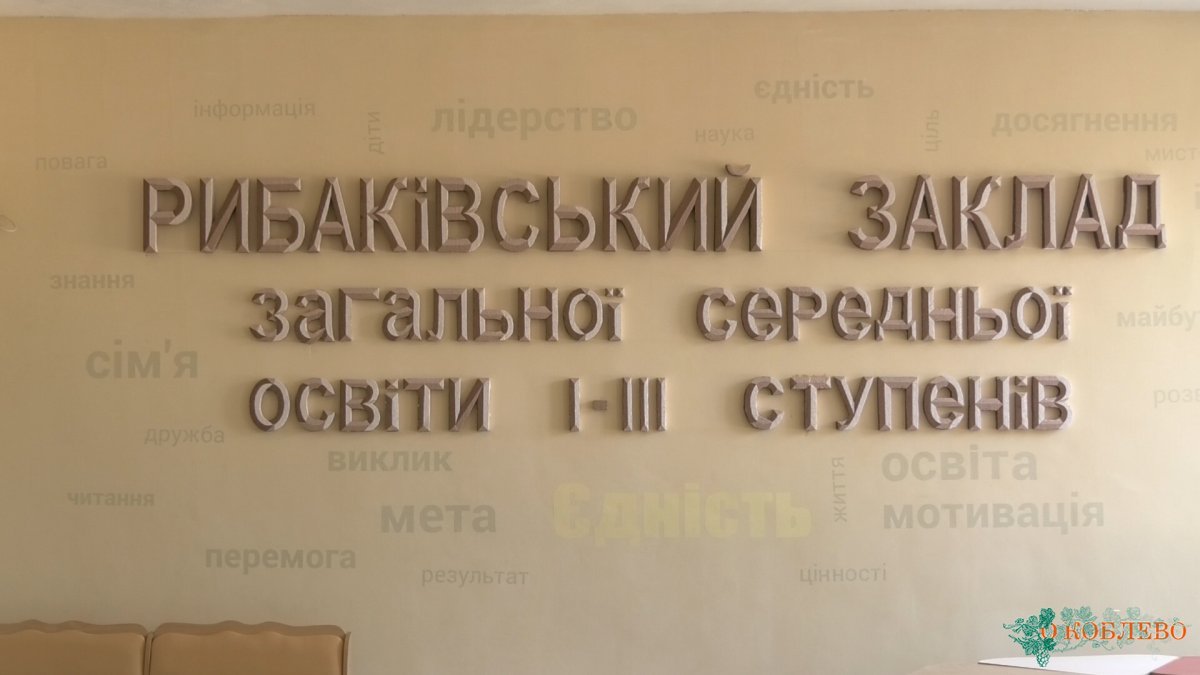 єдність
інформація
лідерство
діти
наука
ціль
досягнення
повага
РИБАКіВСЬКИЙ ЗАКЛАД
знання
загальної середньої
сім'я
освіти І-ІІІ ступенів
дружба
виклик
освіта
життя
читання
мета
Єдність
мотивація
перемога
результат
цінності
О КОБЛЕВО